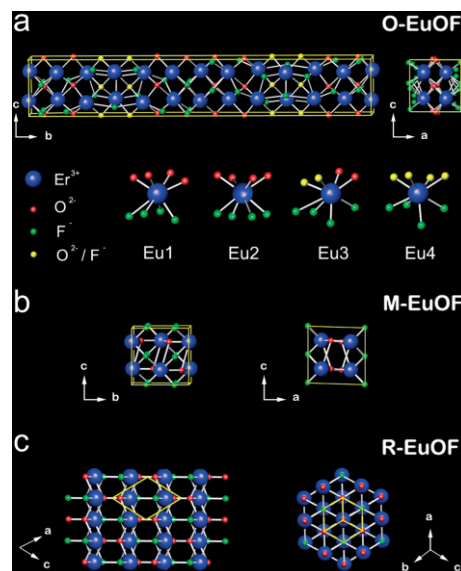 a
O-EuOF
c
b
c
a
Er³⁺
O²⁻
F⁻
O²⁻ / F⁻
Eu1 Eu2 Eu3 Eu4
b
M-EuOF
c
b
c
a
c
R-EuOF
a
c
a
b
c